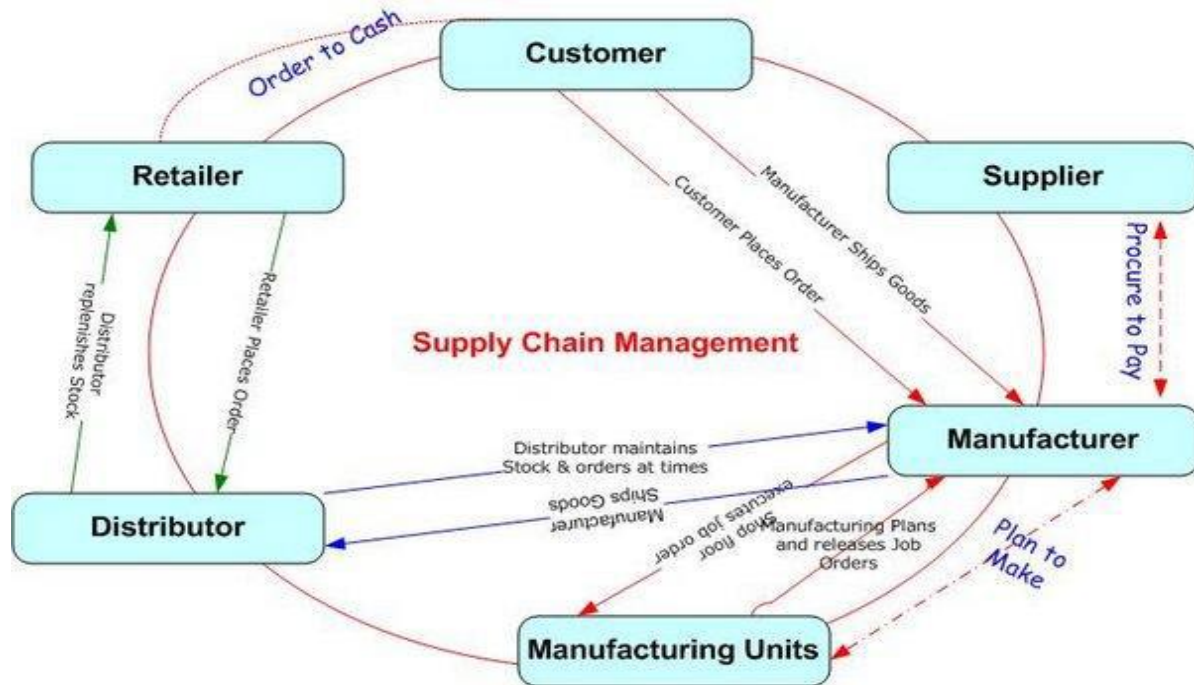 Order to Cash
Customer
Retailer
Supplier
Customer Places Order
Manufacturer Ships Goods
Procure to Pay
Distributor
replenishes Stock
Retailer Places Order
Supply Chain Management
Manufacturer
Distributor maintains
Stock & orders at times
Manufacturer
Ships Goods
Distributor
Shop floor
executes job order
Manufacturing Plans
and releases Job
Orders
Plan to
Make
Manufacturing Units